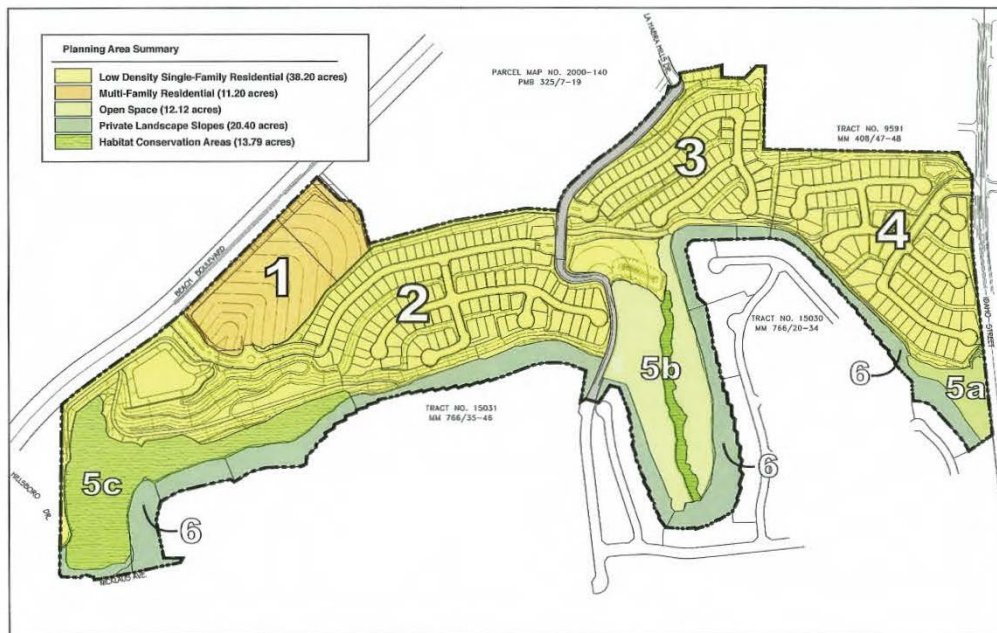 Planning Area Summary
Low Density Single-Family Residential (38.20 acres)
Multi-Family Residential (11.20 acres)
Open Space (12.12 acres)
Private Landscape Slopes (20.40 acres)
Habitat Conservation Areas (13.79 acres)
LA HABRA HILLS DR.
PARCEL MAP NO. 2000-140
PMB 325/7-19
TRACT NO. 9591
MM 408/47-48
BEACH BOULEVARD
1
2
3
4
IDAHO STREET
TRACT NO. 15030
MM 766/20-34
6
5a
5b
TRACT NO. 15031
MM 766/35-46
6
5c
6
HILLSBORO
DR.
NICKLAUS AVE.